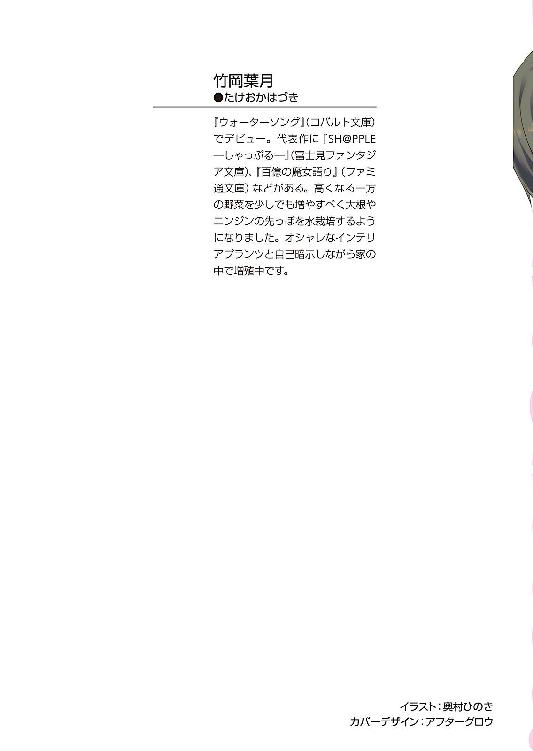 竹岡葉月
●たけおかはづき
『ウォーターソング』(コバルト文庫)
でデビュー。代表作に『SH@PPLE
―しゃっぷる―』(富士見ファンタジ
ア文庫)、『百億の魔女語り』(ファミ
通文庫)などがある。高くなる一方
の野菜を少しでも増やすべく大根や
ニンジンの先っぽを水栽培するよう
になりました。オシャレなインテリ
アプランツと自己暗示しながら家の
中で増殖中です。
イラスト:奥村ひのき
カバーデザイン:アフターグロウ